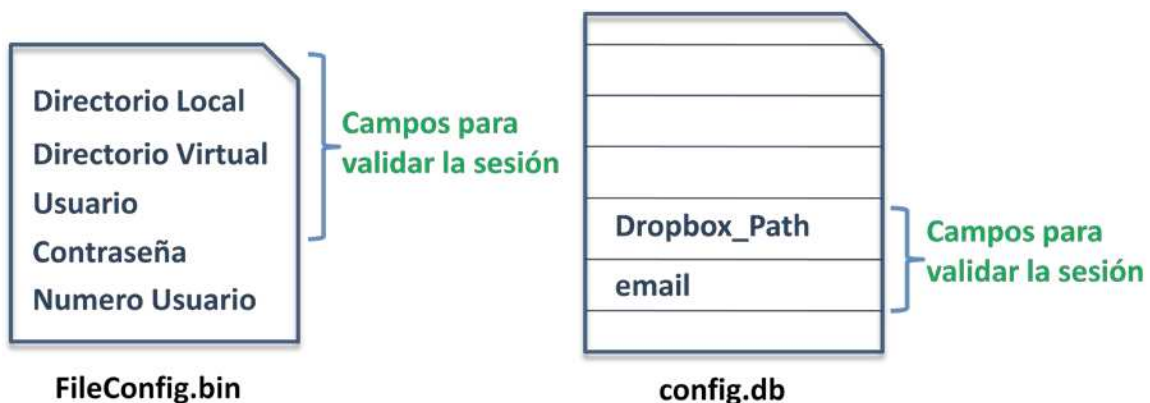 Directorio Local
Directorio Virtual
Usuario
Contraseña
Numero Usuario
Campos para
validar la sesión
FileConfig.bin
Dropbox_Path
email
Campos para
validar la sesión
config.db